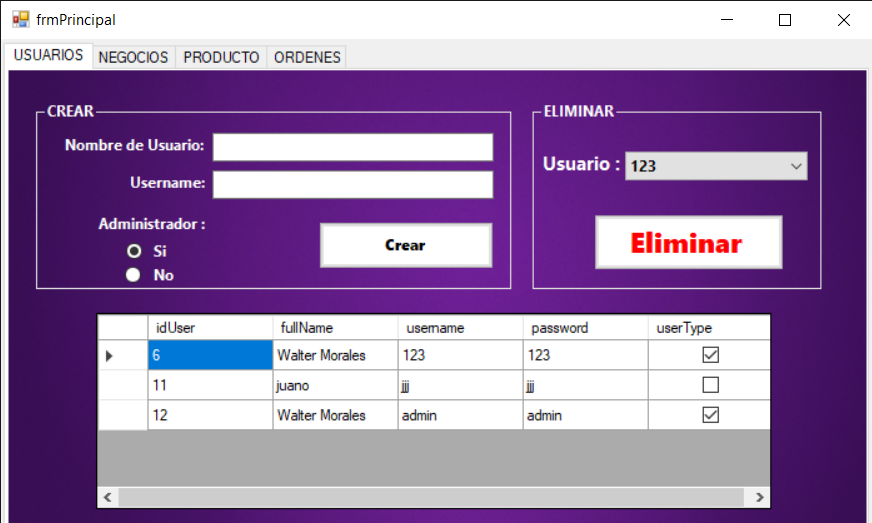 frmPrincipal
USUARIOS NEGOCIOS PRODUCTO ORDENES
CREAR
Nombre de Usuario:
Username:
Administrador :
Si
No
Crear
ELIMINAR
Usuario : 123
Eliminar
idUser fullName username password userType
6 Walter Morales 123 123
11 juano jjj jjj
12 Walter Morales admin admin